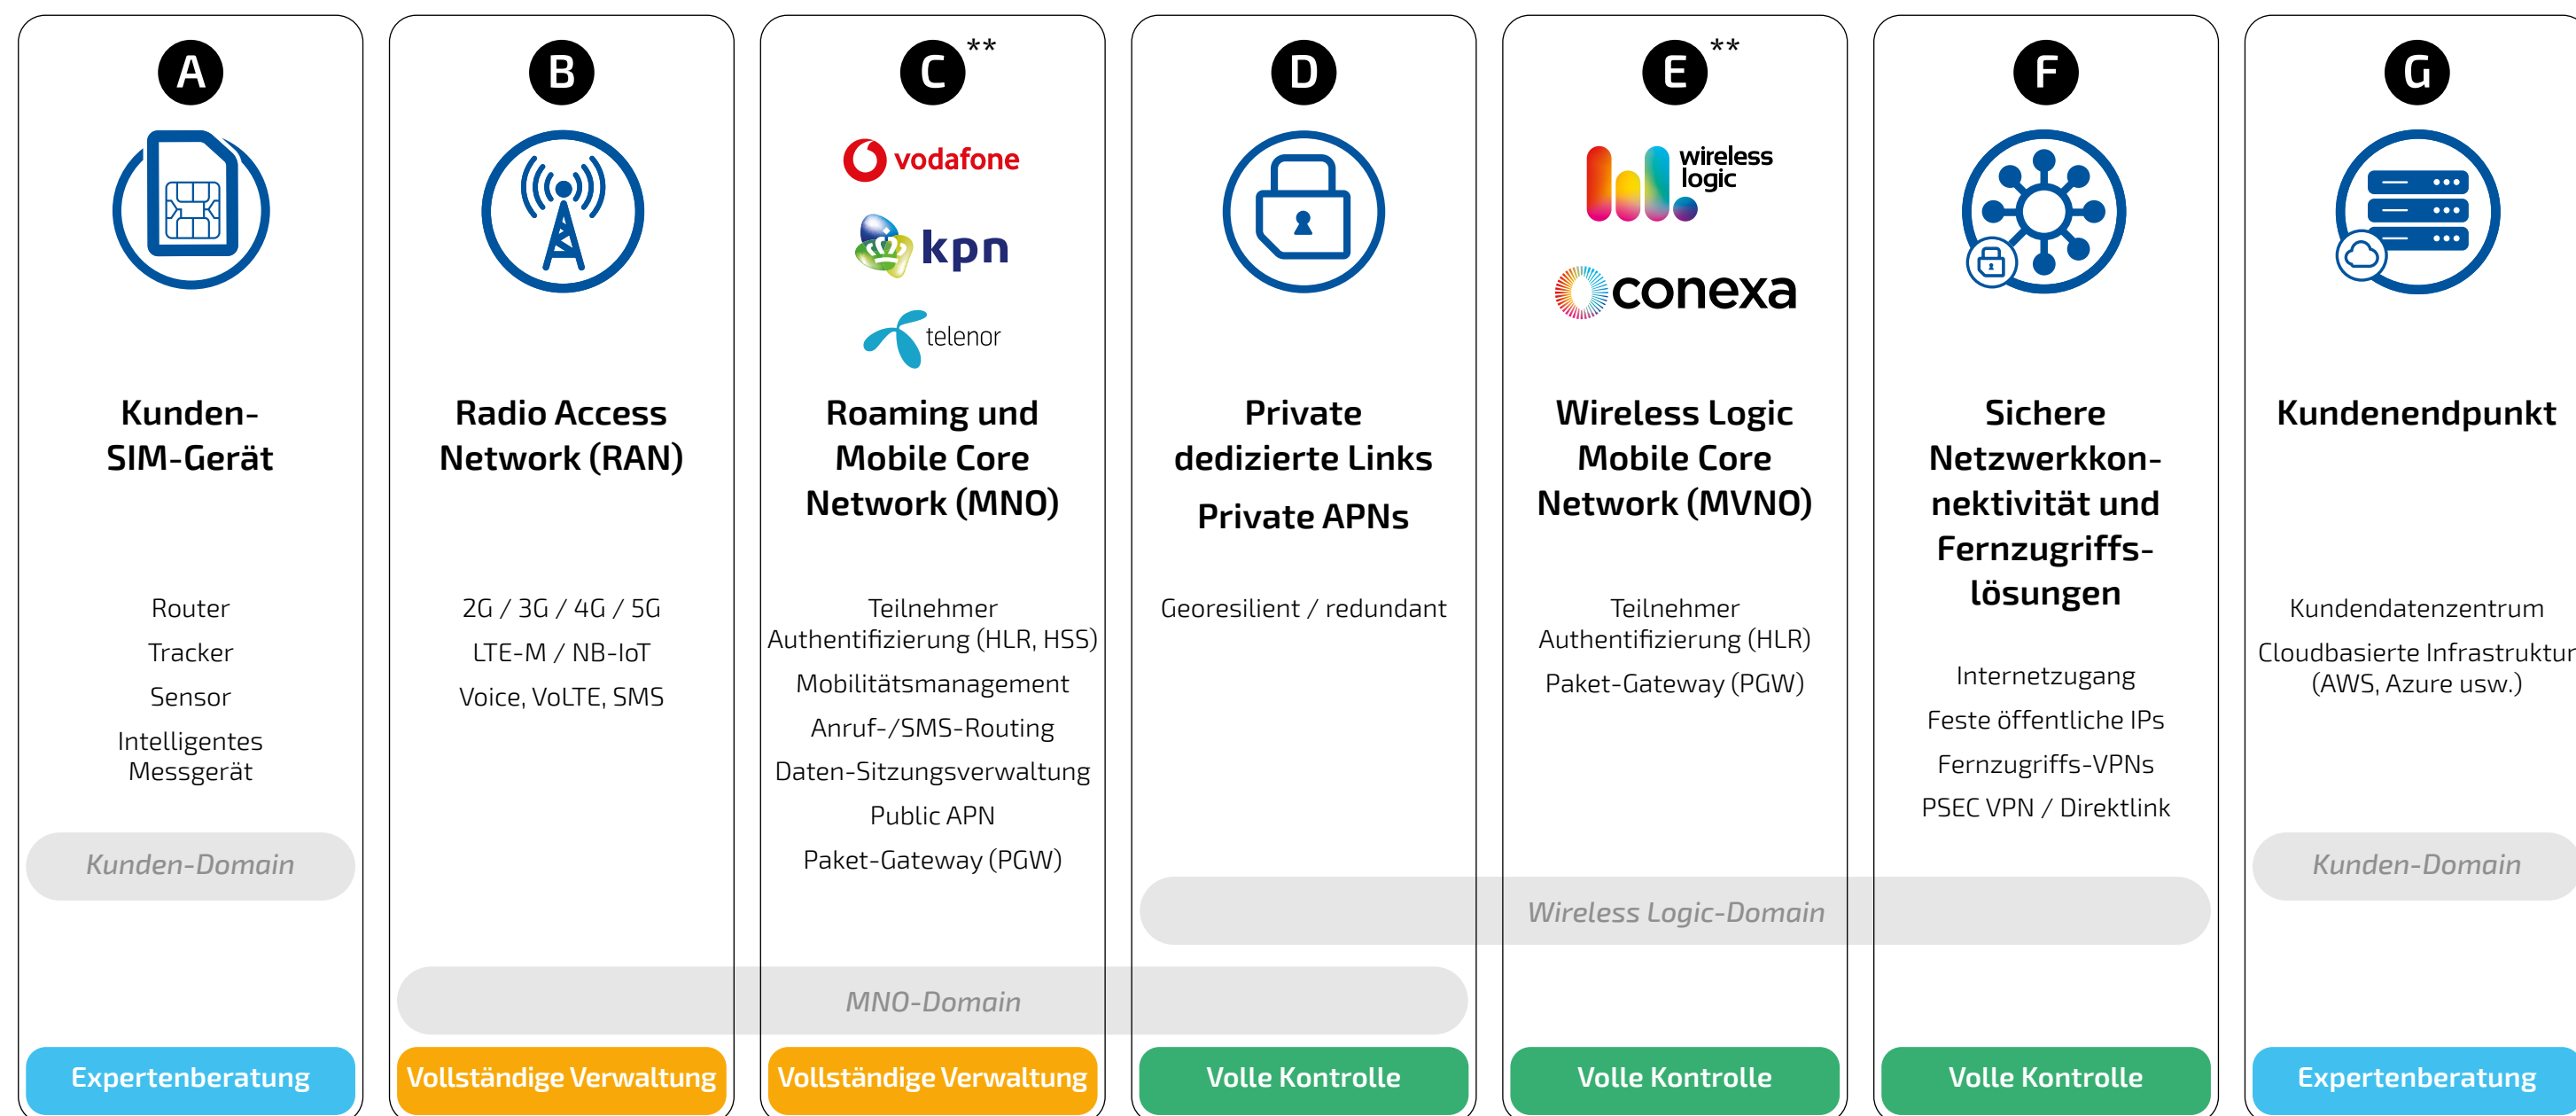 A
Kunden-
SIM-Gerät
Router
Tracker
Sensor
Intelligentes
Messgerät
Kunden-Domain
Expertenberatung
B
Radio Access
Network (RAN)
2G / 3G / 4G / 5G
LTE-M / NB-IoT
Voice, VoLTE, SMS
Vollständige Verwaltung
C**
vodafone
kpn
telenor
Roaming und
Mobile Core
Network (MNO)
Teilnehmer
Authentifizierung (HLR, HSS)
Mobilitätsmanagement
Anruf-/SMS-Routing
Daten-Sitzungsverwaltung
Public APN
Paket-Gateway (PGW)
MNO-Domain
Vollständige Verwaltung
D
Private
dedizierte Links
Private APNs
Georesilient / redundant
Volle Kontrolle
E**
wireless
logic
conexa
Wireless Logic
Mobile Core
Network (MVNO)
Teilnehmer
Authentifizierung (HLR)
Paket-Gateway (PGW)
Wireless Logic-Domain
Volle Kontrolle
F
Sichere
Netzwerkkon-
nektivität und
Fernzugriffs-
lösungen
Internetzugang
Feste öffentliche IPs
Fernzugriffs-VPNs
PSEC VPN / Direktlink
Volle Kontrolle
G
Kundenendpunkt
Kundendatenzentrum
Cloudbasierte Infrastruktur
(AWS, Azure usw.)
Kunden-Domain
Expertenberatung